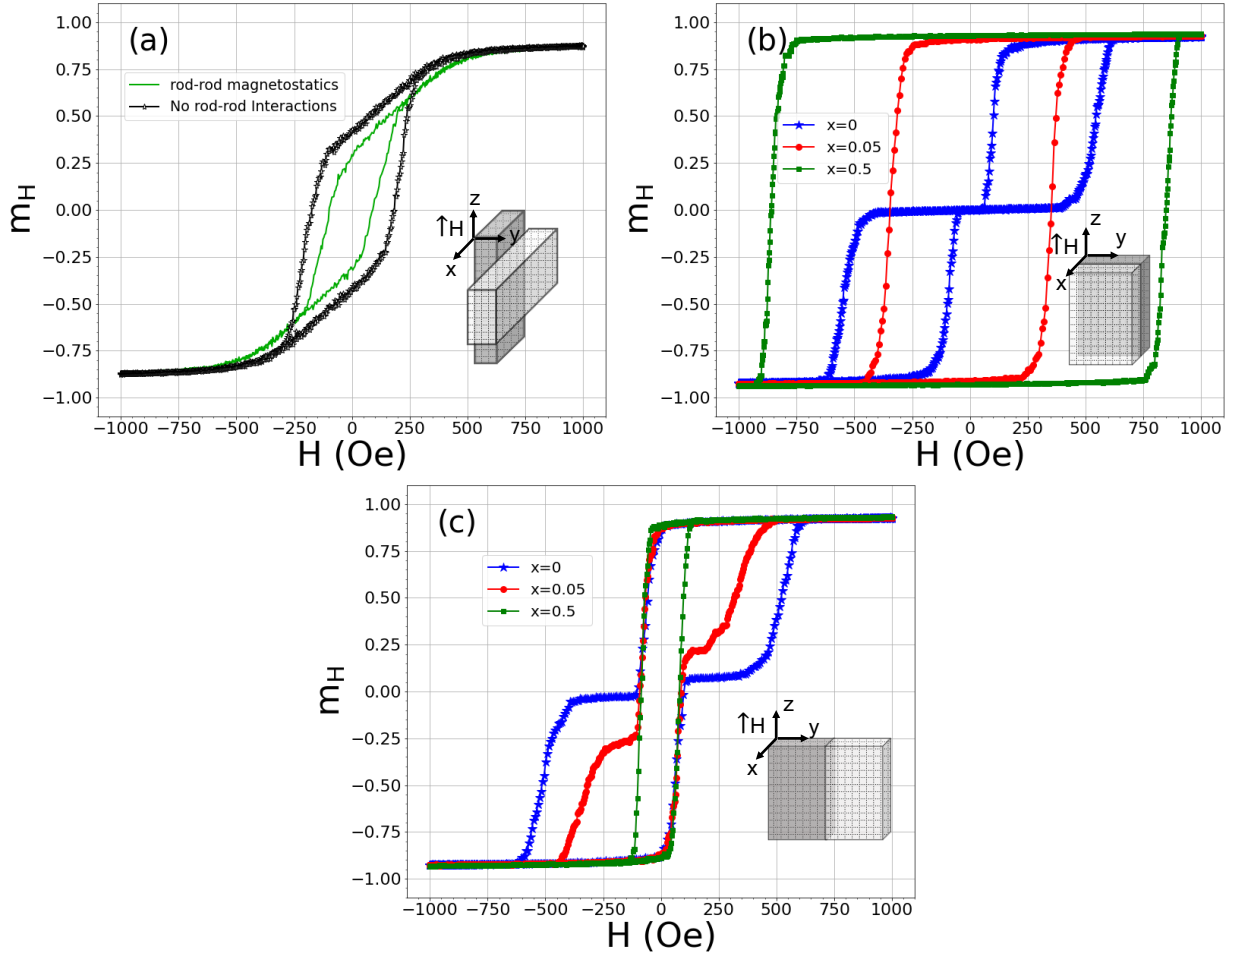 (a)
1.00
0.75
0.50
0.25
0.00
−0.25
−0.50
−0.75
−1.00
m_H
rod-rod magnetostatics
No rod-rod Interactions
z
↑H
y
x
−1000 −750 −500 −250 0 250 500 750 1000
H (Oe)
(b)
1.00
0.75
0.50
0.25
0.00
−0.25
−0.50
−0.75
−1.00
m_H
x=0
x=0.05
x=0.5
z
↑H
y
x
−1000 −750 −500 −250 0 250 500 750 1000
H (Oe)
(c)
1.00
0.75
0.50
0.25
0.00
−0.25
−0.50
−0.75
−1.00
m_H
x=0
x=0.05
x=0.5
z
↑H
y
x
−1000 −750 −500 −250 0 250 500 750 1000
H (Oe)